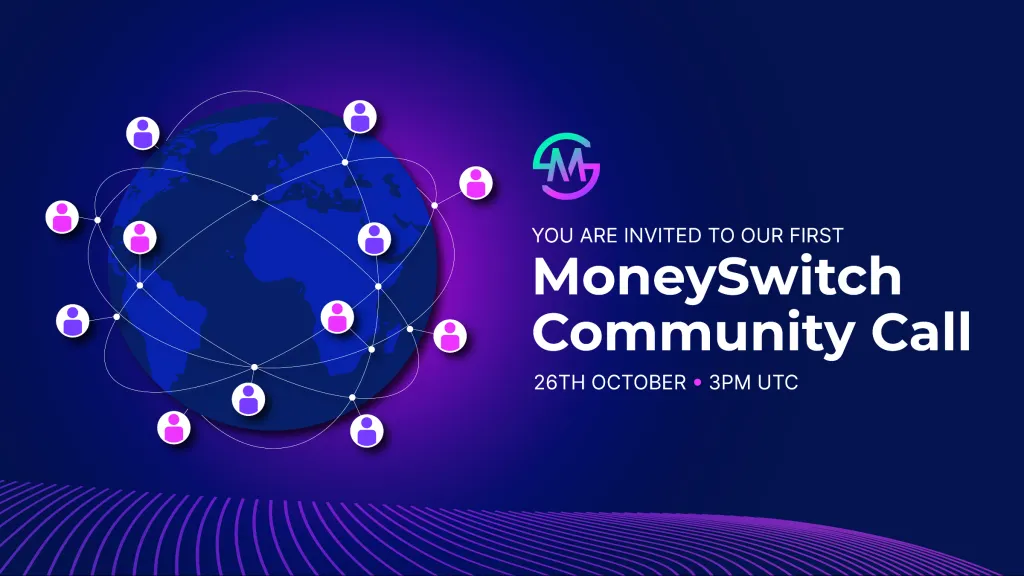 YOU ARE INVITED TO OUR FIRST
MoneySwitch
Community Call
26TH OCTOBER • 3PM UTC